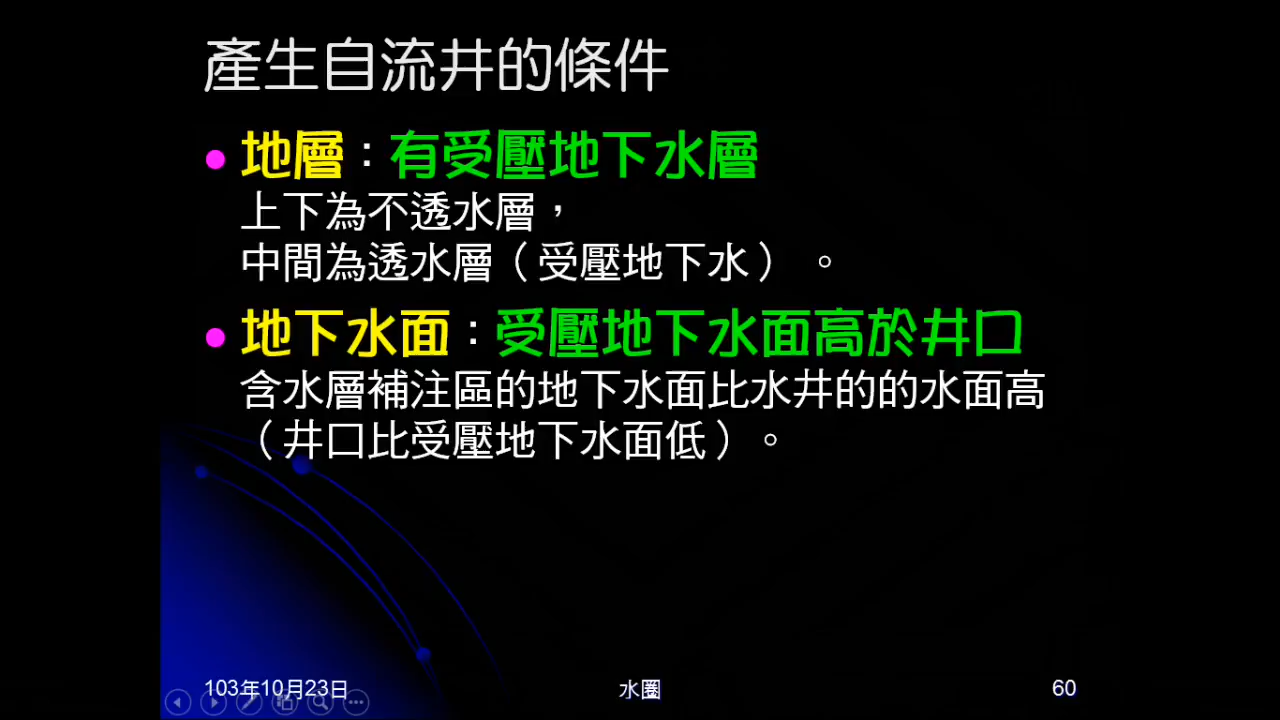 產生自流井的條件
地層：有受壓地下水層
上下為不透水層，
中間為透水層（受壓地下水）。
地下水面：受壓地下水面高於井口
含水層補注區的地下水面比水井的的水面高
（井口比受壓地下水面低）。
103年10月23日
水圈
60